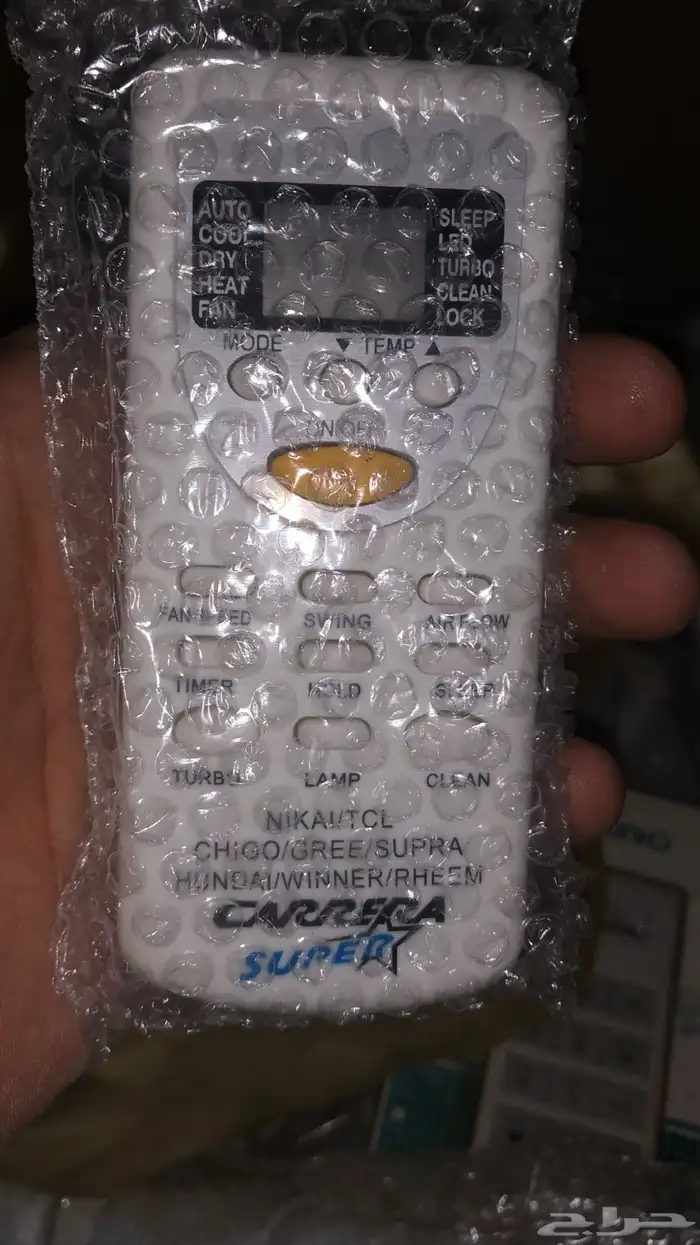 AUTO
COOL
DRY
HEAT
FAN
SLEEP
LED
TURBO
CLEAN
LOCK
MODE ▼ TEMP ▲
ON/OFF
FAN SPEED SWING AIR FLOW
TIMER HOLD SLEEP
TURBO LAMP CLEAN
NIKAI/TCL
CHIGO/GREE/SUPRA
HUNDAI/WINNER/RHEEM
CARRERA
SUPER
حراج